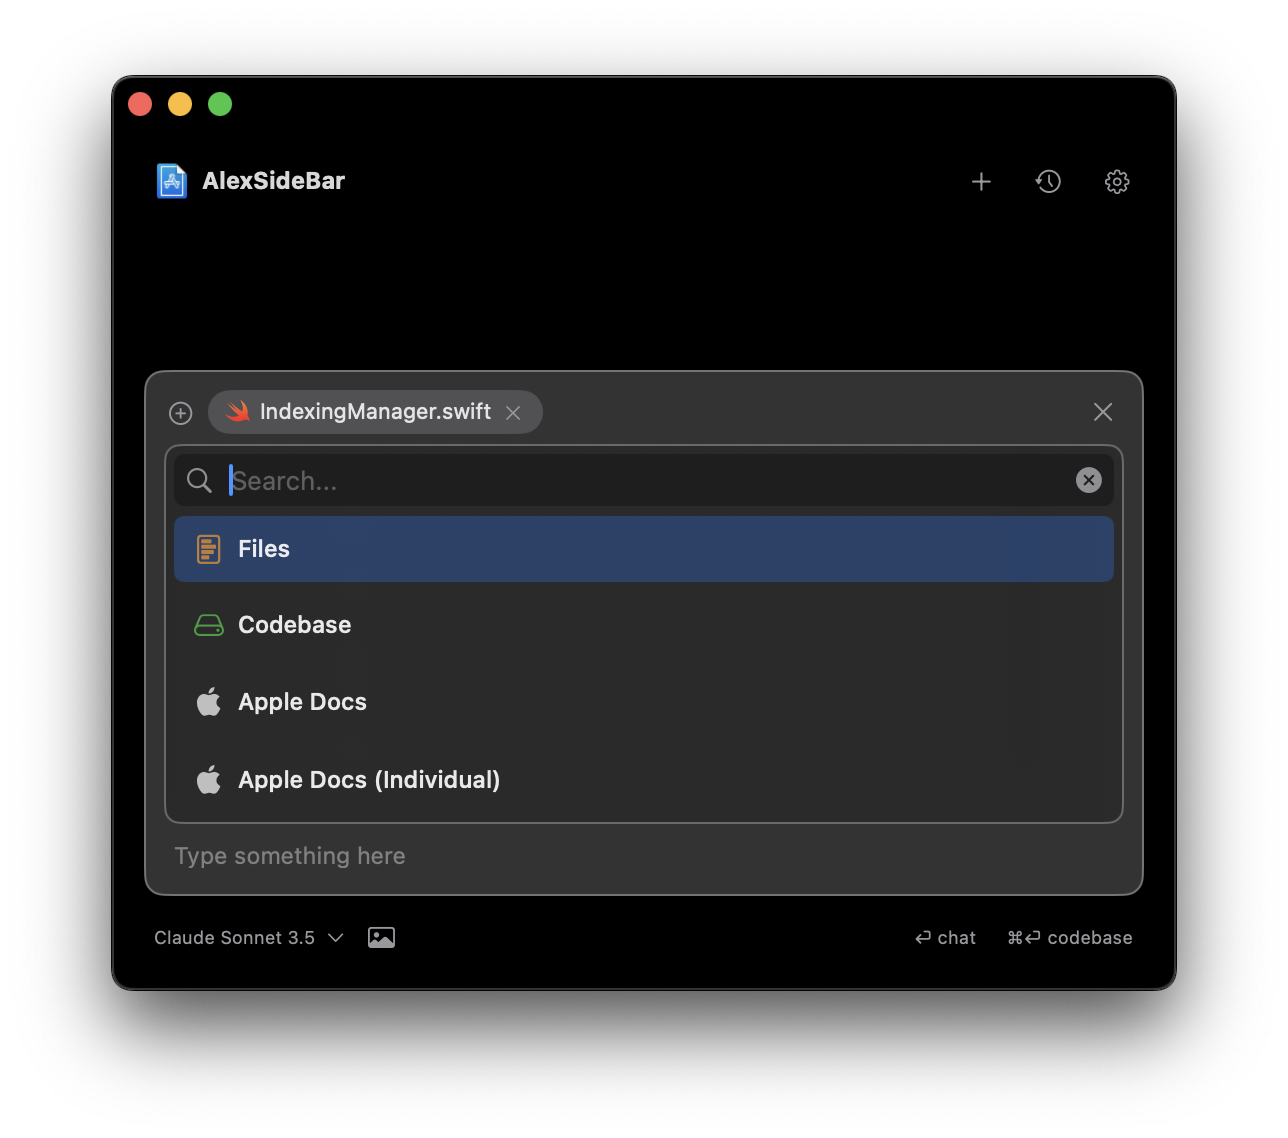 AlexSideBar
IndexingManager.swift
Search...
Files
Codebase
Apple Docs
Apple Docs (Individual)
Type something here
Claude Sonnet 3.5
⏎ chat
⌘⏎ codebase